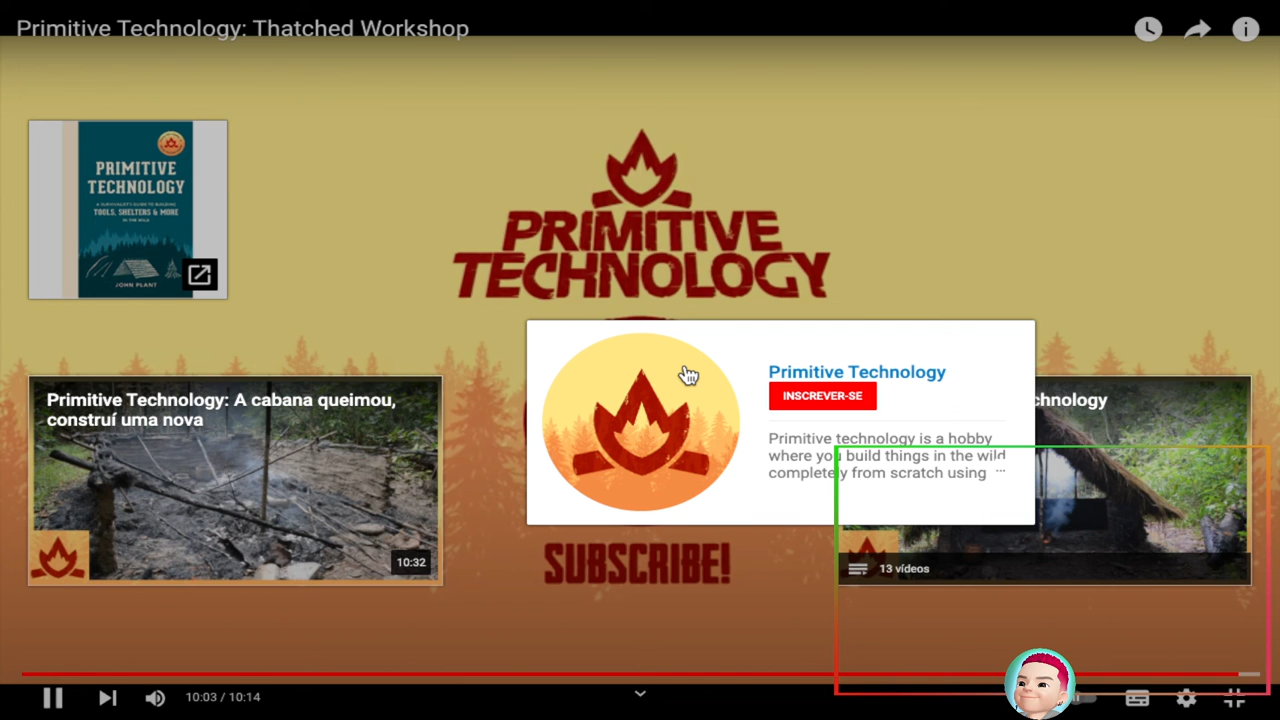 Primitive Technology: Thatched Workshop
PRIMITIVE
TECHNOLOGY
A SURVIVALIST'S GUIDE TO BUILDING
TOOLS, SHELTERS & MORE
IN THE WILD
JOHN PLANT
PRIMITIVE
TECHNOLOGY
Primitive Technology
INSCREVER-SE
Primitive technology is a hobby
where you build things in the wild
completely from scratch using ...
Primitive Technology: A cabana queimou,
construí uma nova
10:32
chnology
13 vídeos
SUBSCRIBE!
10:03 / 10:14